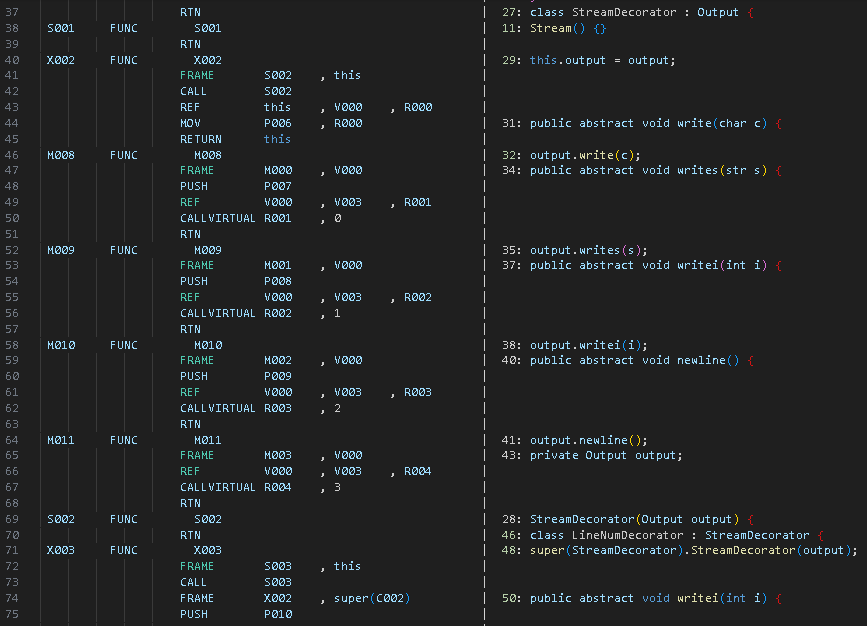 37 RTN | 27: class StreamDecorator : Output {
38 S001 FUNC S001 | 11: Stream() {}
39 RTN |
40 X002 FUNC X002 | 29: this.output = output;
41 FRAME S002 , this |
42 CALL S002 |
43 REF this , V000 , R000 |
44 MOV P006 , R000 | 31: public abstract void write(char c) {
45 RETURN this |
46 M008 FUNC M008 | 32: output.write(c);
47 FRAME M000 , V000 | 34: public abstract void writes(str s) {
48 PUSH P007 |
49 REF V000 , V003 , R001 |
50 CALLVIRTUAL R001 , 0 |
51 RTN |
52 M009 FUNC M009 | 35: output.writes(s);
53 FRAME M001 , V000 | 37: public abstract void writei(int i) {
54 PUSH P008 |
55 REF V000 , V003 , R002 |
56 CALLVIRTUAL R002 , 1 |
57 RTN |
58 M010 FUNC M010 | 38: output.writei(i);
59 FRAME M002 , V000 | 40: public abstract void newline() {
60 PUSH P009 |
61 REF V000 , V003 , R003 |
62 CALLVIRTUAL R003 , 2 |
63 RTN |
64 M011 FUNC M011 | 41: output.newline();
65 FRAME M003 , V000 | 43: private Output output;
66 REF V000 , V003 , R004 |
67 CALLVIRTUAL R004 , 3 |
68 RTN |
69 S002 FUNC S002 | 28: StreamDecorator(Output output) {
70 RTN | 46: class LineNumDecorator : StreamDecorator {
71 X003 FUNC X003 | 48: super(StreamDecorator).StreamDecorator(output);
72 FRAME S003 , this |
73 CALL S003 |
74 FRAME X002 , super(C002) | 50: public abstract void writei(int i) {
75 PUSH P010 |